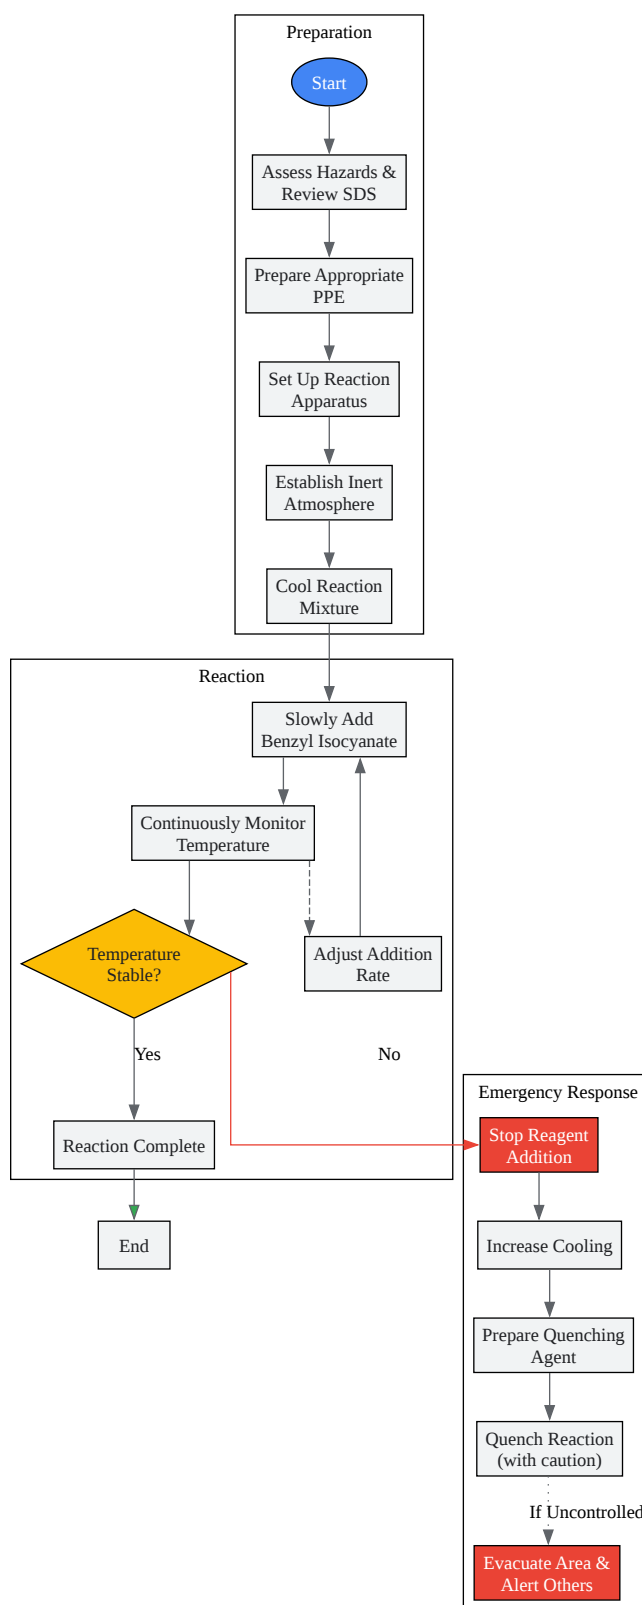 Preparation
Start
Assess Hazards &
Review SDS
Prepare Appropriate
PPE
Set Up Reaction
Apparatus
Establish Inert
Atmosphere
Cool Reaction
Mixture
Reaction
Slowly Add
Benzyl Isocyanate
Continuously Monitor
Temperature
Temperature
Stable?
Adjust Addition
Rate
Yes
No
Reaction Complete
End
Emergency Response
Stop Reagent
Addition
Increase Cooling
Prepare Quenching
Agent
Quench Reaction
(with caution)
If Uncontrolled
Evacuate Area &
Alert Others